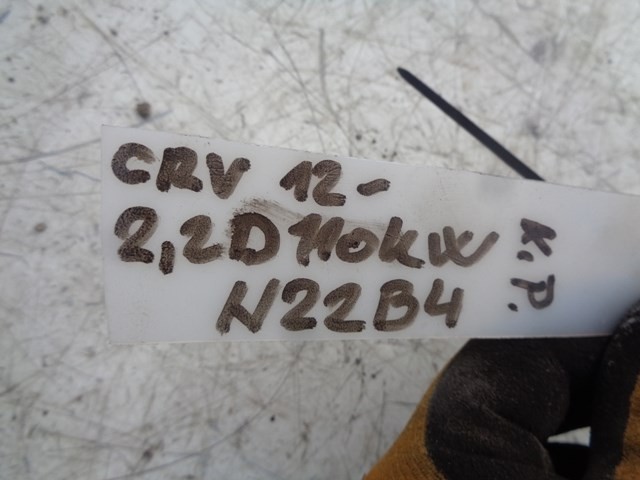 CRV 12-
2,2D 110kW
N22B4
K.P.